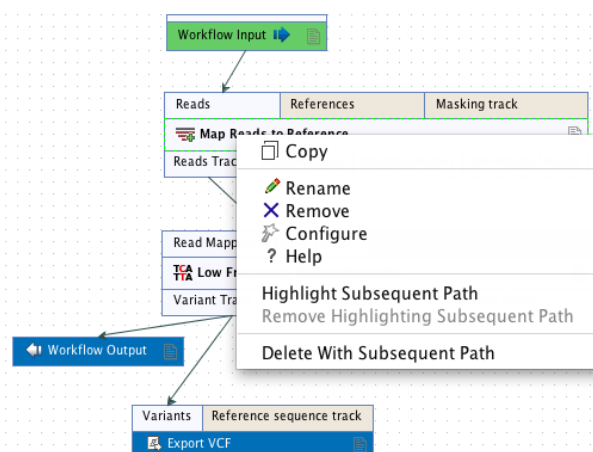 Workflow Input
Reads References Masking track
Map Reads to Reference
Copy
Reads Trac
Rename
Remove
Configure
? Help
Read Mapp
TCA
TTA
Low Fr
Highlight Subsequent Path
Variant Tra
Remove Highlighting Subsequent Path
Workflow Output
Delete With Subsequent Path
Variants Reference sequence track
Export VCF